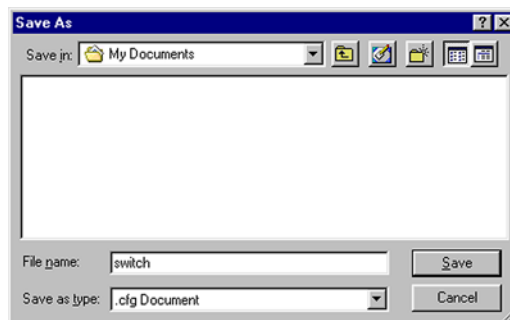 Save As
Save in: My Documents
File name: switch Save
Save as type: .cfg Document Cancel